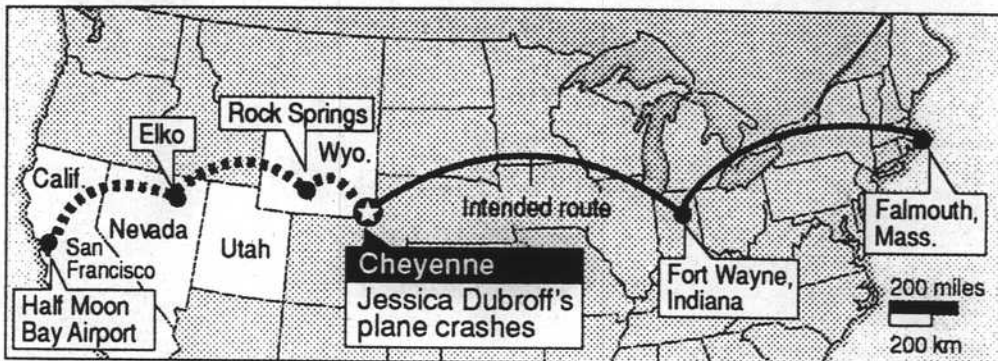 Rock Springs
Elko
Wyo.
Calif.
Nevada
Utah
San
Francisco
Half Moon
Bay Airport
Intended route
Cheyenne
Jessica Dubroff's
plane crashes
Fort Wayne,
Indiana
Falmouth,
Mass.
200 miles
200 km